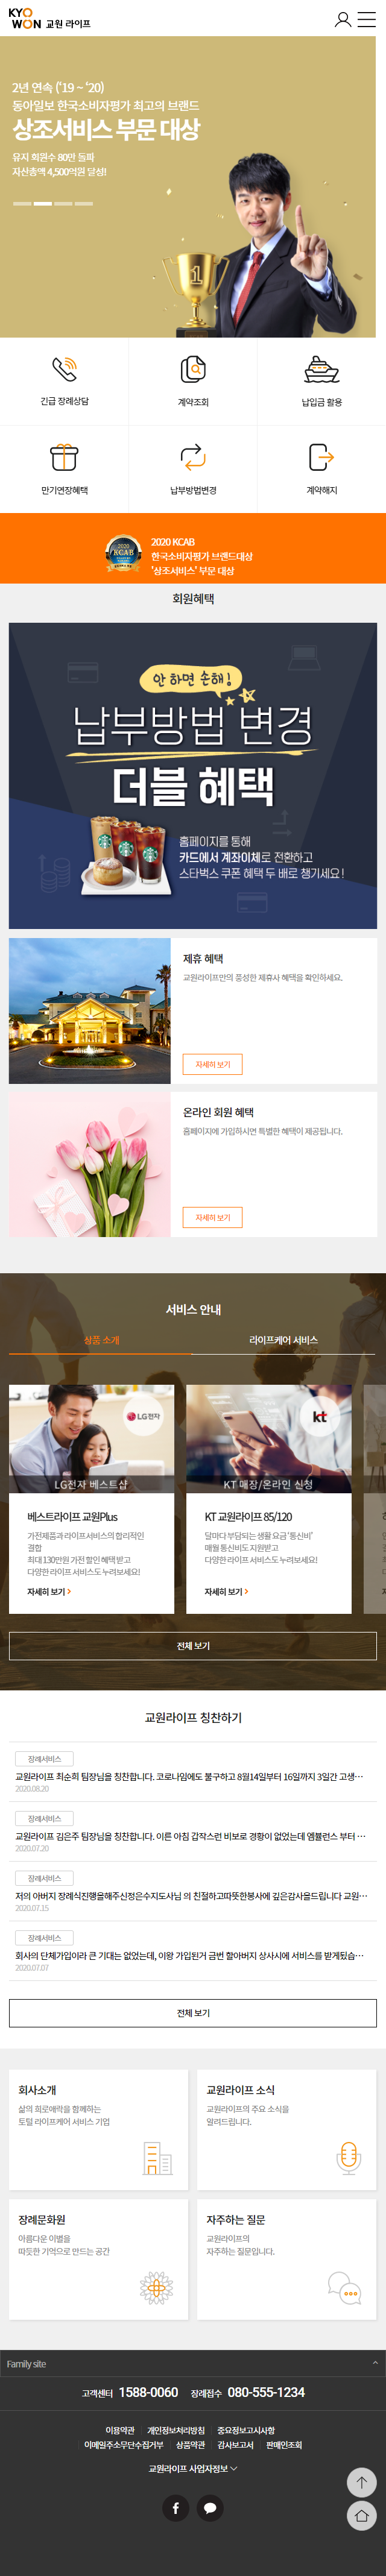 KYO
WON 교원 라이프
2년 연속 ('19 ~ '20)
동아일보 한국소비자평가 최고의 브랜드
상조서비스 부문 대상
유지 회원수 80만 돌파
자산총액 4,500억원 달성!
1
긴급 장례상담
계약조회
납입금 활용
만기연장혜택
납부방법변경
계약해지
2020
KCAB
2020 KCAB
한국소비자평가 브랜드대상
'상조서비스' 부문 대상
회원혜택
안 하면 손해!
납부방법 변경
더블 혜택
홈페이지를 통해
카드에서 계좌이체로 전환하고
스타벅스 쿠폰 혜택 두 배로 챙기세요!
제휴 혜택
교원라이프만의 풍성한 제휴사 혜택을 확인하세요.
자세히 보기
온라인 회원 혜택
홈페이지에 가입하시면 특별한 혜택이 제공됩니다.
자세히 보기
서비스 안내
상품 소개
라이프케어 서비스
LG전자
LG전자 베스트샵
베스트라이프 교원Plus
가전제품과 라이프서비스의 합리적인
결합
최대 130만원 가전 할인 혜택 받고
다양한 라이프 서비스도 누려보세요!
자세히 보기
kt
KT 매장/온라인 신청
KT 교원라이프 85/120
달마다 부담되는 생활 요금 '통신비'
매월 통신비도 지원받고
다양한 라이프 서비스도 누려보세요!
자세히 보기
전체 보기
교원라이프 칭찬하기
장례서비스
교원라이프 최순희 팀장님을 칭찬합니다. 코로나임에도 불구하고 8월14일부터 16일까지 3일간 고생…
2020.08.20
장례서비스
교원라이프 김은주 팀장님을 칭찬합니다. 이른 아침 갑작스런 비보로 경황이 없었는데 엠뷸런스 부터 …
2020.07.20
장례서비스
저의 아버지 장례식진행을해주신정은수지도사님 의 친절하고따뜻한봉사에 깊은감사을드립니다 교원…
2020.07.15
장례서비스
회사의 단체가입이라 큰 기대는 없었는데, 이왕 가입된거 금번 할아버지 상사시에 서비스를 받게됬습…
2020.07.07
전체 보기
회사소개
삶의 희로애락을 함께하는
토털 라이프케어 서비스 기업
교원라이프 소식
교원라이프의 주요 소식을
알려드립니다.
장례문화원
아름다운 이별을
따듯한 기억으로 만드는 공간
자주하는 질문
교원라이프의
자주하는 질문입니다.
Family site
고객센터 1588-0060 장례접수 080-555-1234
이용약관 개인정보처리방침 중요정보고시사항
이메일주소무단수집거부 상품약관 감사보고서 판매인조회
교원라이프 사업자정보
f